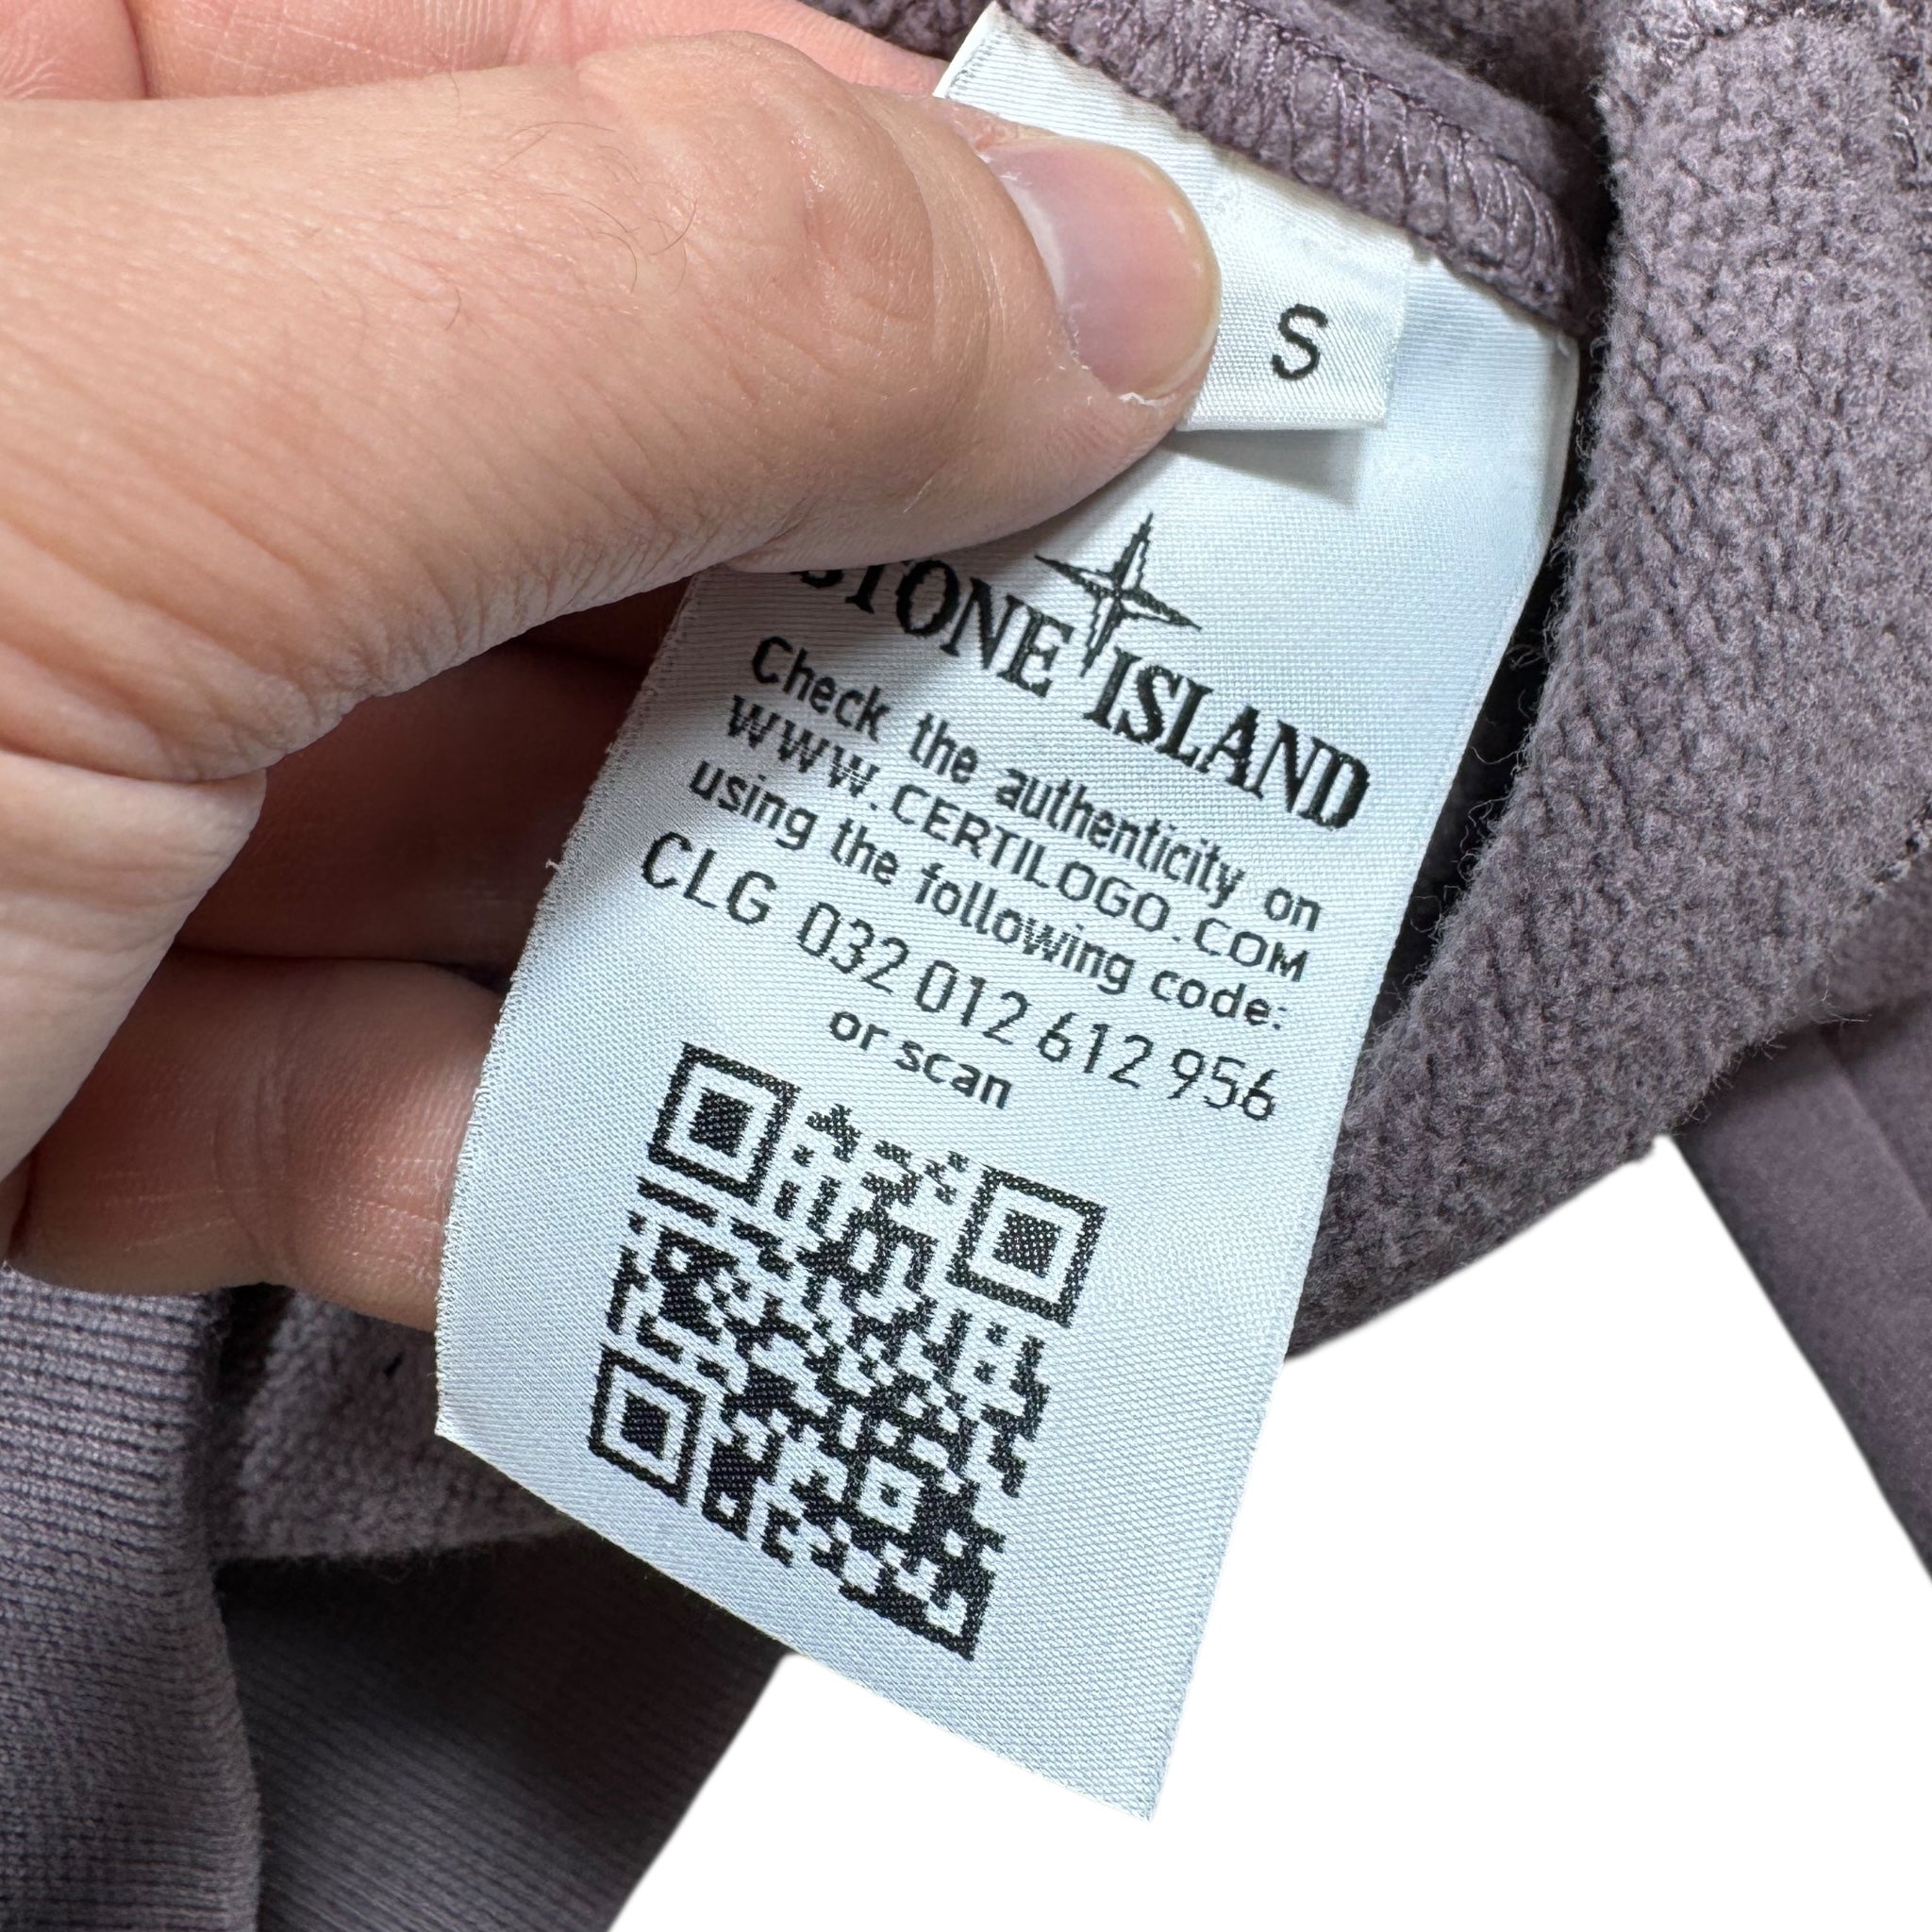 S
STONE ISLAND
Check the authenticity on
WWW.CERTILOGO.COM
using the following code:
CLG 032 012 612 956
or scan